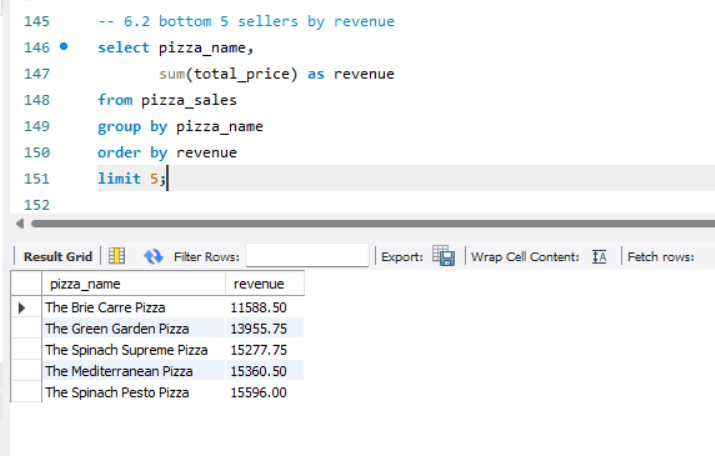 145 -- 6.2 bottom 5 sellers by revenue
146 select pizza_name,
147 sum(total_price) as revenue
148 from pizza_sales
149 group by pizza_name
150 order by revenue
151 limit 5;
152
Result Grid Filter Rows: Export: Wrap Cell Content: Fetch rows:
pizza_name revenue
The Brie Carre Pizza 11588.50
The Green Garden Pizza 13955.75
The Spinach Supreme Pizza 15277.75
The Mediterranean Pizza 15360.50
The Spinach Pesto Pizza 15596.00